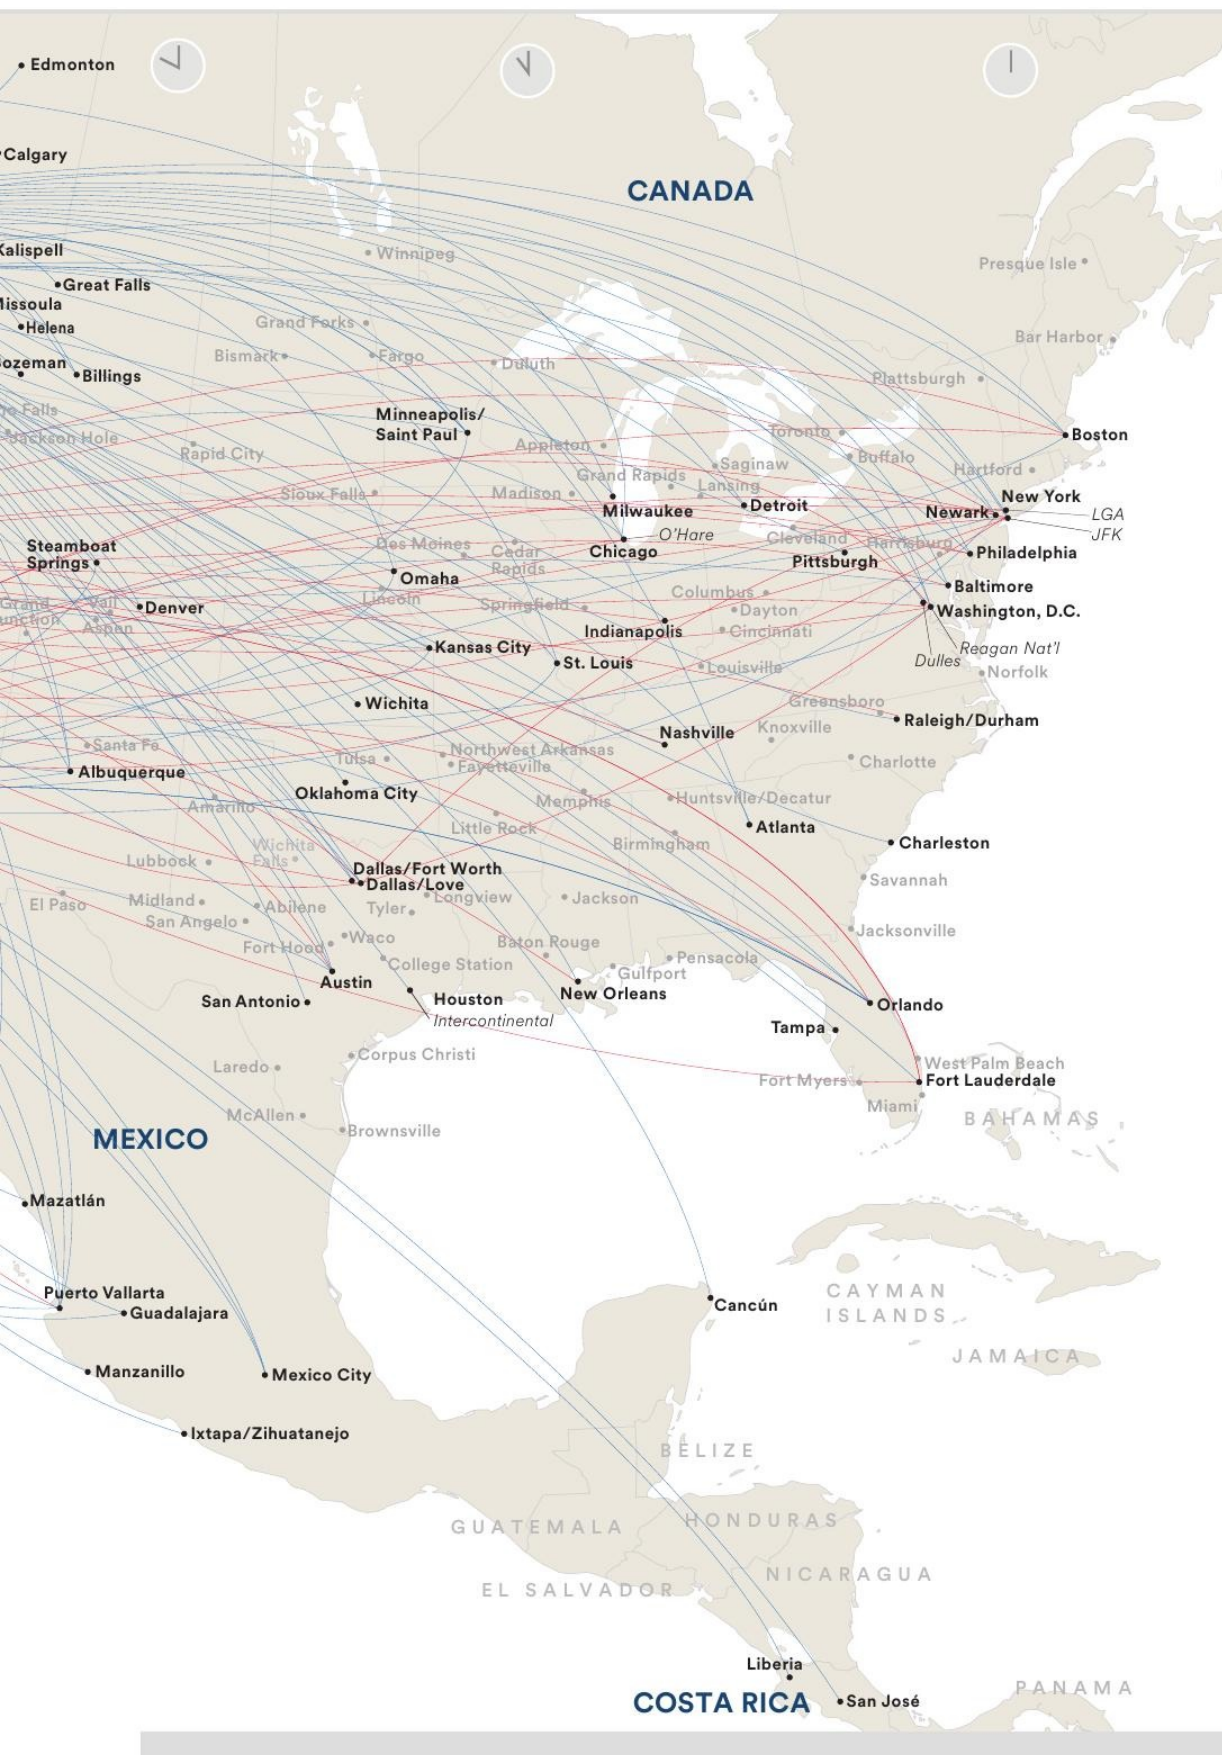 Edmonton
Calgary
CANADA
Kalispell
Winnipeg
Presque Isle
Great Falls
Missoula
Grand Forks
Helena
Bar Harbor
Bismark
Fargo
Duluth
Bozeman
Billings
Plattsburgh
Falls
Minneapolis/
Saint Paul
Jackson Hole
Rapid City
Appleton
Toronto
Boston
Buffalo
Grand Rapids
Saginaw
Hartford
Sioux Falls
Madison
Lansing
Milwaukee
Detroit
New York
Newark
LGA
JFK
O'Hare
Chicago
Cleveland
Harrisburg
Pittsburgh
Philadelphia
Steamboat
Springs
Des Moines
Cedar
Rapids
Omaha
Lincoln
Baltimore
Columbus
Grand
Junction
Vail
Aspen
Denver
Springfield
Dayton
Washington, D.C.
Indianapolis
Cincinnati
Kansas City
Reagan Nat'l
Dulles
St. Louis
Louisville
Norfolk
Wichita
Greensboro
Raleigh/Durham
Nashville
Knoxville
Santa Fe
Tulsa
Northwest Arkansas
Fayetteville
Charlotte
Albuquerque
Oklahoma City
Amarillo
Memphis
Huntsville/Decatur
Little Rock
Atlanta
Wichita
Falls
Birmingham
Charleston
Lubbock
Dallas/Fort Worth
Dallas/Love
Savannah
El Paso
Midland
Abilene
Longview
Tyler
Jackson
San Angelo
Waco
Jacksonville
Fort Hood
Baton Rouge
College Station
Pensacola
Gulfport
Austin
New Orleans
San Antonio
Houston
Intercontinental
Orlando
Tampa
Corpus Christi
Laredo
West Palm Beach
Fort Myers
Fort Lauderdale
Miami
McAllen
BAHAMAS
Brownsville
MEXICO
Mazatlán
Puerto Vallarta
Guadalajara
Cancún
CAYMAN
ISLANDS
JAMAICA
Manzanillo
Mexico City
Ixtapa/Zihuatanejo
BELIZE
GUATEMALA
HONDURAS
NICARAGUA
EL SALVADOR
Liberia
COSTA RICA
San José
PANAMA